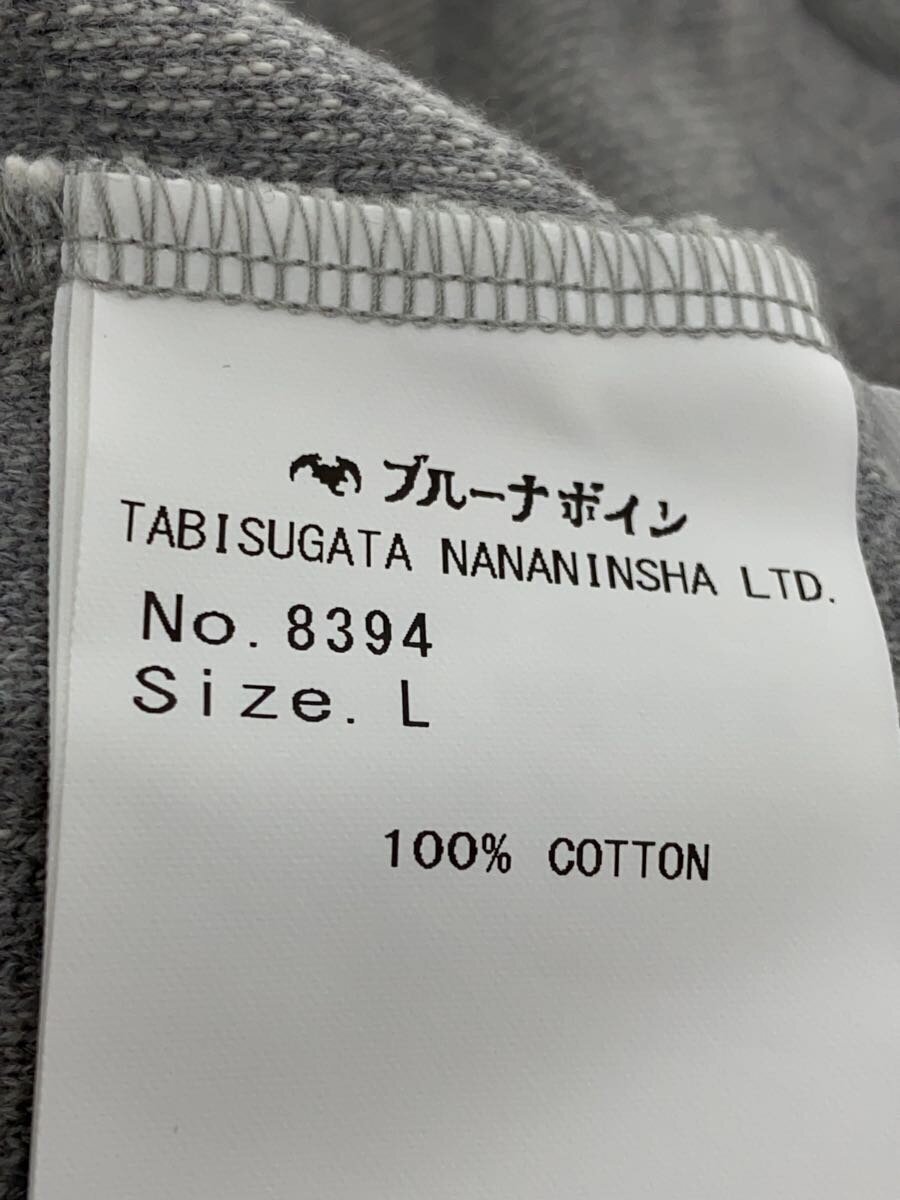 ブルーナボイン
TABISUGATA NANANINSHA LTD.
No. 8394
Size. L
100% COTTON